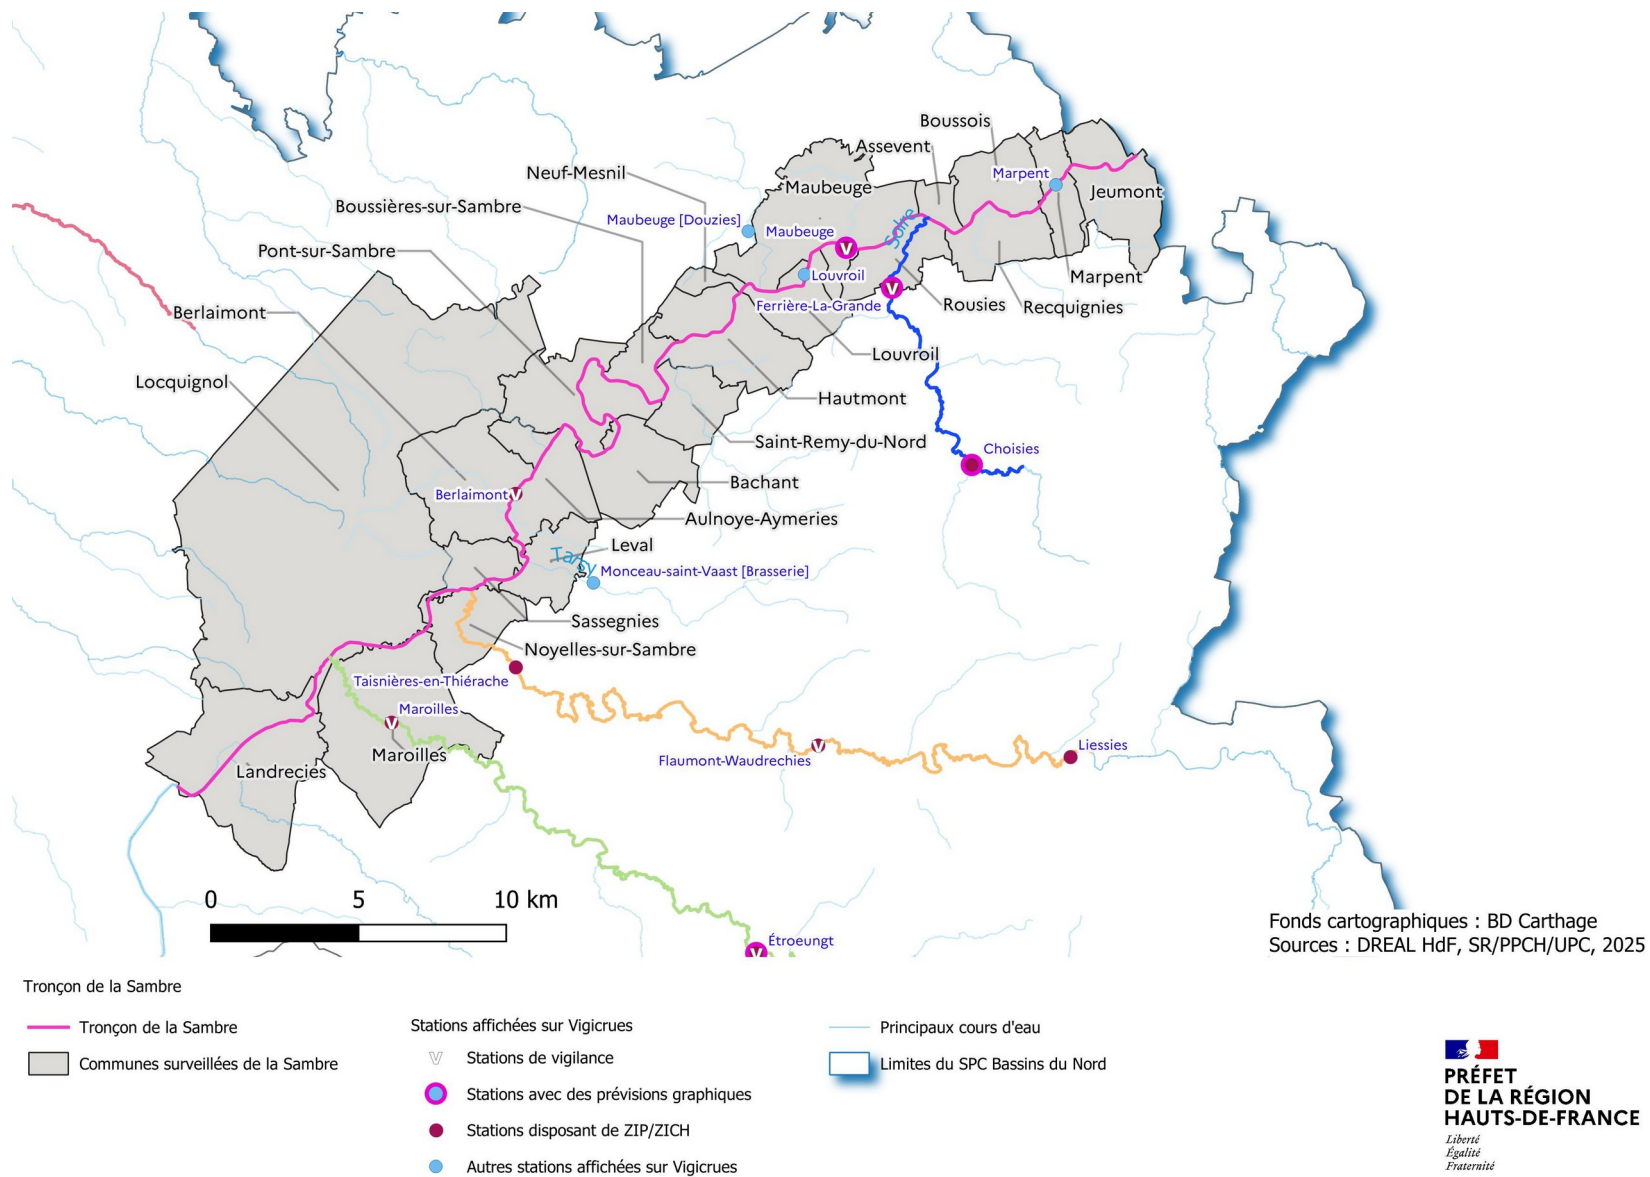 Boussois
Assevent
Neuf-Mesnil
Marpent
Maubeuge
Jeumont
Boussières-sur-Sambre
Maubeuge [Douzies]
Maubeuge
Solre
Pont-sur-Sambre
Louvroil
Marpent
Ferrière-La-Grande
Rousies
Recquignies
Berlaimont
Louvroil
Locquignol
Hautmont
Saint-Remy-du-Nord
Choisies
Bachant
Berlaimont
Aulnoye-Aymeries
Leval
Tarsy
Monceau-saint-Vaast [Brasserie]
Sassegnies
Noyelles-sur-Sambre
Taisnières-en-Thiérache
Maroilles
Maroilles
Liessies
Flaumont-Waudrechies
Landrecies
0 5 10 km
Étroeungt
Fonds cartographiques : BD Carthage
Sources : DREAL HdF, SR/PPCH/UPC, 2025
Tronçon de la Sambre
Tronçon de la Sambre
Communes surveillées de la Sambre
Stations affichées sur Vigicrues
V Stations de vigilance
Stations avec des prévisions graphiques
Stations disposant de ZIP/ZICH
Autres stations affichées sur Vigicrues
Principaux cours d'eau
Limites du SPC Bassins du Nord
PRÉFET
DE LA RÉGION
HAUTS-DE-FRANCE
Liberté
Égalité
Fraternité